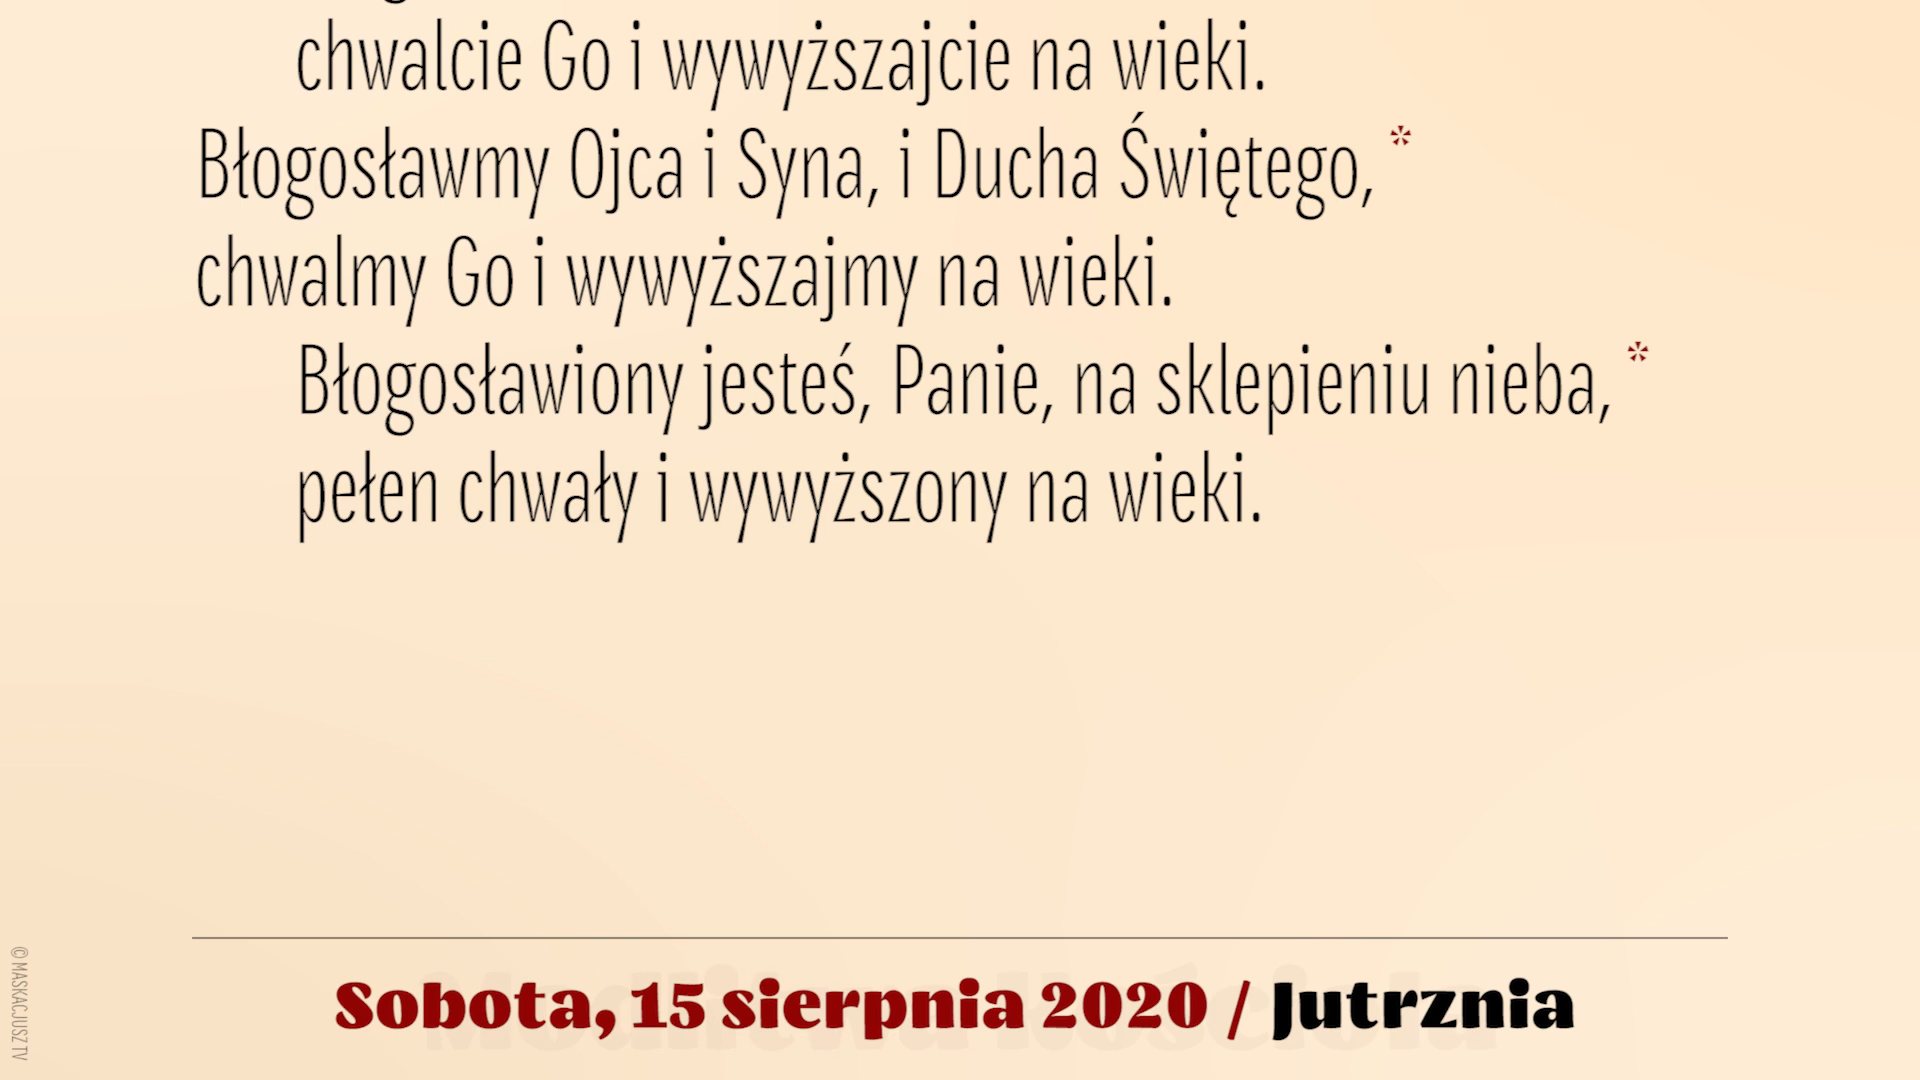 chwalcie Go i wywyższajcie na wieki.
Błogosławmy Ojca i Syna, i Ducha Świętego, *
chwalmy Go i wywyższajmy na wieki.
Błogosławiony jesteś, Panie, na sklepieniu nieba, *
pełen chwały i wywyższony na wieki.
Sobota, 15 sierpnia 2020 / Jutrznia
© MASKACJUSZ TV